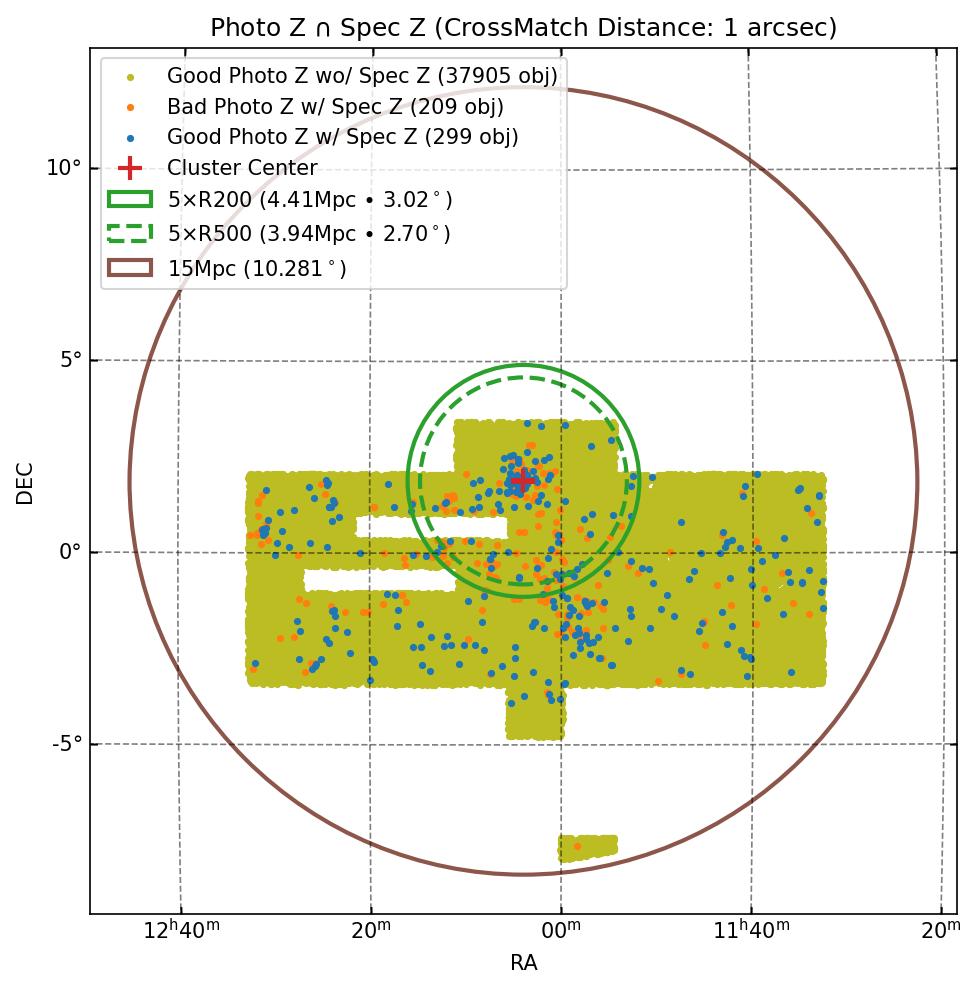 Photo Z ∩ Spec Z (CrossMatch Distance: 1 arcsec)
Good Photo Z wo/ Spec Z (37905 obj)
Bad Photo Z w/ Spec Z (209 obj)
Good Photo Z w/ Spec Z (299 obj)
Cluster Center
5×R200 (4.41Mpc • 3.02°)
5×R500 (3.94Mpc • 2.70°)
15Mpc (10.281°)
10°
5°
0°
-5°
DEC
12ʰ40ᵐ 20ᵐ 00ᵐ 11ʰ40ᵐ 20ᵐ
RA